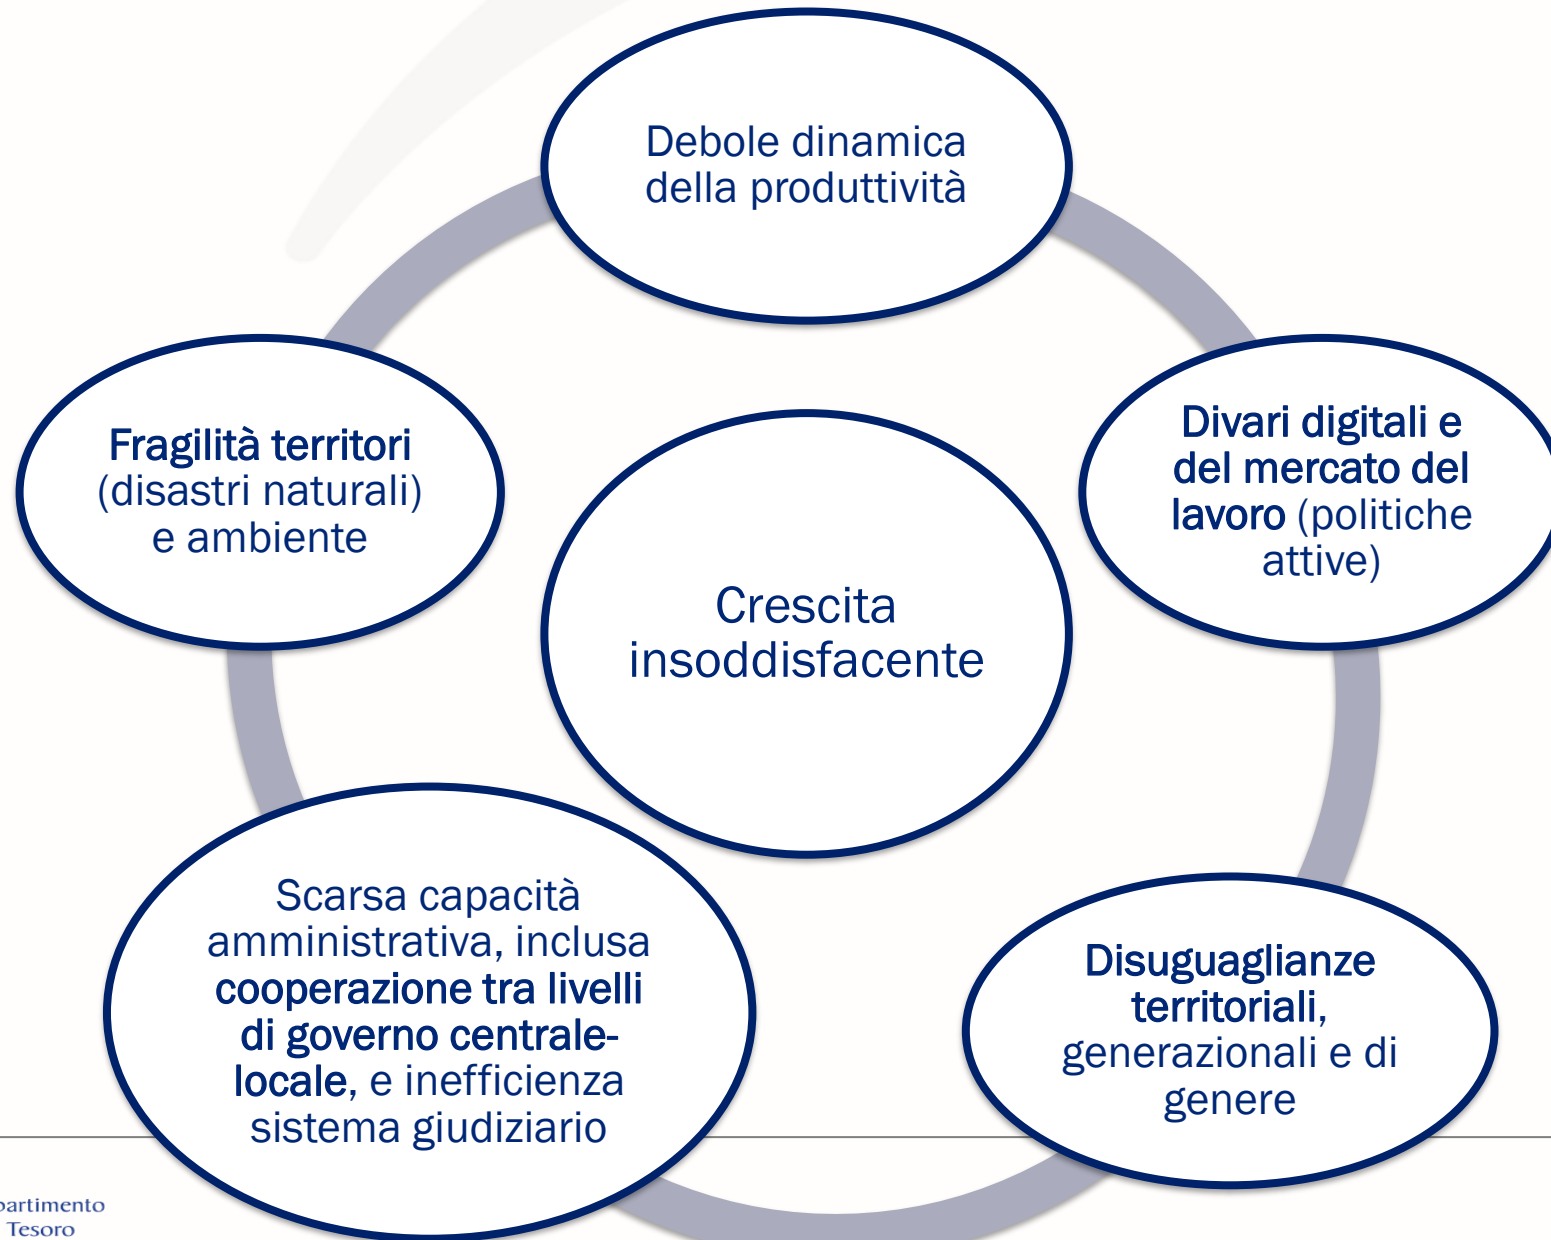 Debole dinamica
della produttività
Divari digitali e
del mercato del
lavoro (politiche
attive)
Fragilità territori
(disastri naturali)
e ambiente
Crescita
insoddisfacente
Scarsa capacità
amministrativa, inclusa
cooperazione tra livelli
di governo centrale-
locale, e inefficienza
sistema giudiziario
Disuguaglianze
territoriali,
generazionali e di
genere
partimento
Tesoro